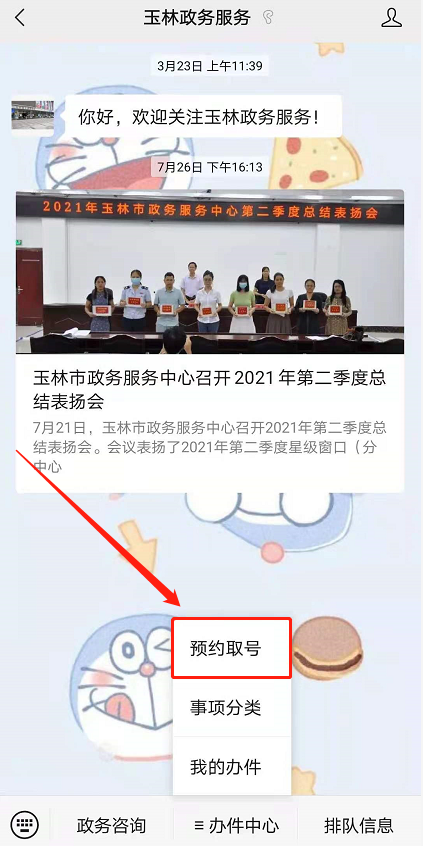 玉林政务服务
3月23日 上午11:39
你好，欢迎关注玉林政务服务！
7月26日 下午16:13
2021年玉林市政务服务中心第二季度总结表扬会
玉林市政务服务中心召开2021年第二季度总
结表扬会
7月21日，玉林市政务服务中心召开2021年第二季度总
结表扬会。会议表扬了2021年第二季度星级窗口（分
中心
预约取号
事项分类
我的办件
政务咨询
≡ 办件中心
排队信息